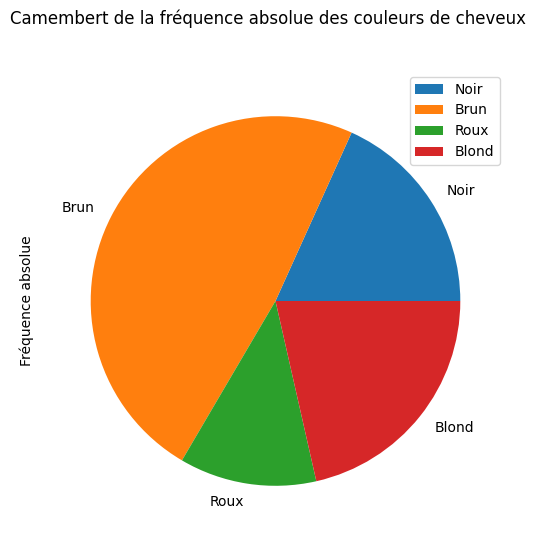 Camembert de la fréquence absolue des couleurs de cheveux
Noir
Brun
Roux
Blond
Noir
Brun
Fréquence absolue
Blond
Roux